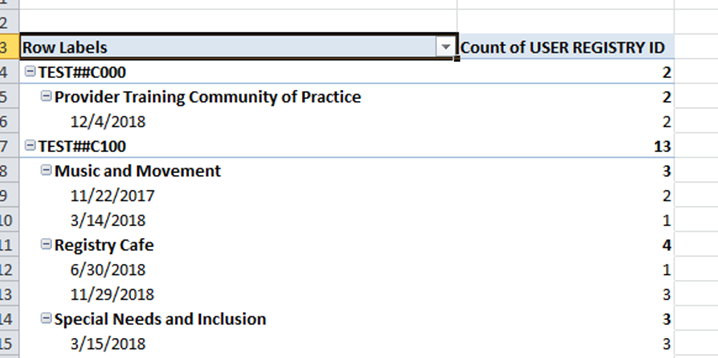 2
3 Row Labels Count of USER REGISTRY ID
4 TEST##C000 2
5 Provider Training Community of Practice 2
6 12/4/2018 2
7 TEST##C100 13
8 Music and Movement 3
9 11/22/2017 2
10 3/14/2018 1
11 Registry Cafe 4
12 6/30/2018 1
13 11/29/2018 3
14 Special Needs and Inclusion 3
15 3/15/2018 3